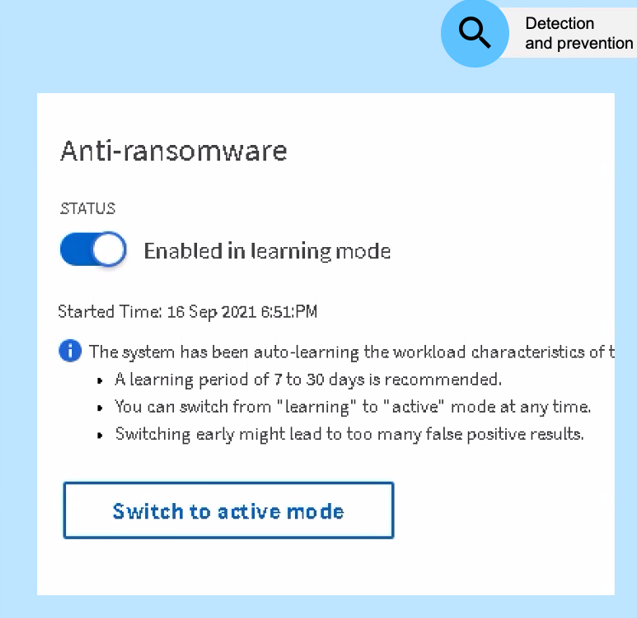 Detection
and prevention
Anti-ransomware
STATUS
Enabled in learning mode
Started Time: 16 Sep 2021 6:51:PM
The system has been auto-learning the workload characteristics of t
A learning period of 7 to 30 days is recommended.
You can switch from "learning" to "active" mode at any time.
Switching early might lead to too many false positive results.
Switch to active mode